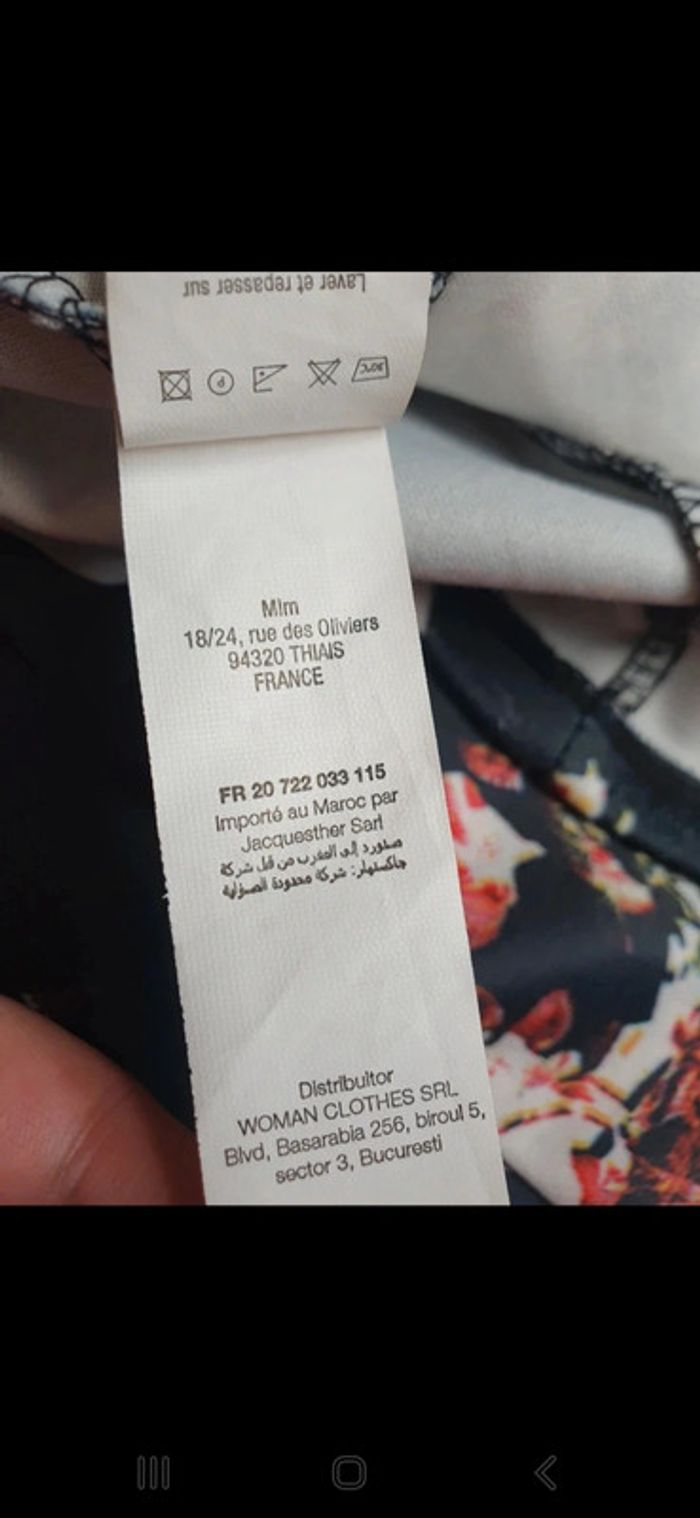 Laver et repasser sur
30°C
P
Mlm
18/24, rue des Oliviers
94320 THIAIS
FRANCE
FR 20 722 033 115
Importé au Maroc par
Jacquesther Sarl
مستورد إلى المغرب من قبل شركة
جاكستهار: شركة محدودة المسؤولية
Distribuitor
WOMAN CLOTHES SRL
Blvd, Basarabia 256, biroul 5,
sector 3, Bucuresti